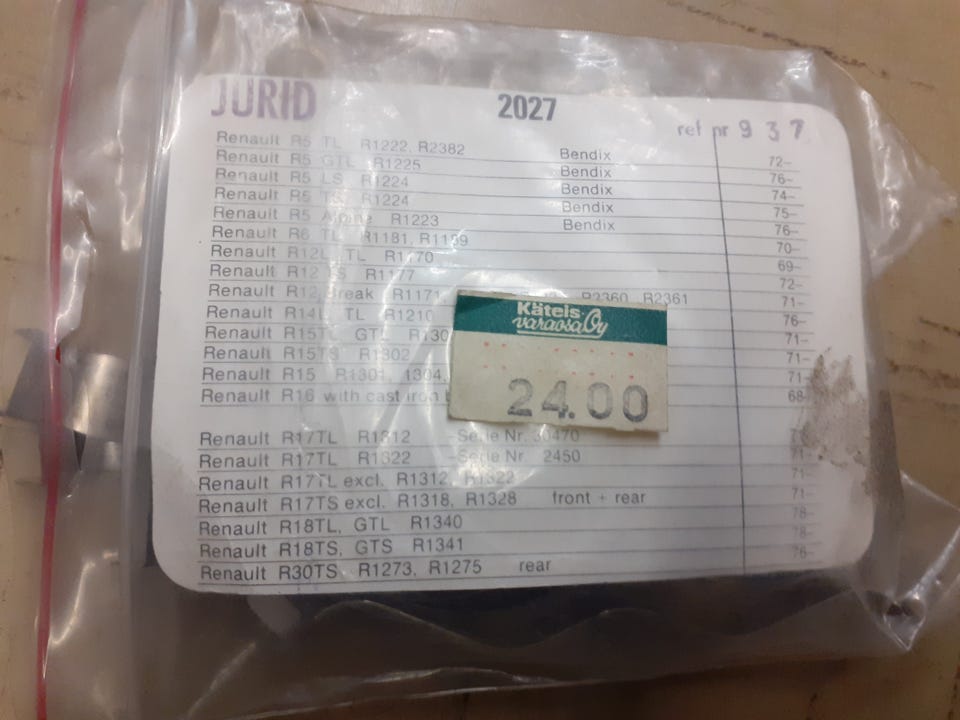 JURID 2027 ref nr 937
Renault R5 TL R1222, R2382 Bendix 72-
Renault R5 GTL R1225 Bendix 76-
Renault R5 LS R1224 Bendix 74-
Renault R5 TS R1224 Bendix 75-
Renault R5 Alpine R1223 Bendix 76-
Renault R6 TL R1181, R1189 70-
Renault R12L, TL R1170 69-
Renault R12 TS R1177 72-
Renault R12 Break R1171 R2360 R2361 71-
Renault R14L TL R1210 76-
Renault R15TL GTL R130 71-
Renault R15TS R1302 71-
Renault R15 R1301, 1304, 71-
Renault R16 with cast iron 68-
Käteis-
varaosa Oy
24.00
Renault R17TL R1312 -Serie Nr. 30470
Renault R17TL R1322 -Serie Nr. 2450 71-
Renault R17TL excl. R1312, R1322 71-
Renault R17TS excl. R1318, R1328 front + rear 71-
Renault R18TL, GTL R1340 78-
Renault R18TS, GTS R1341 78-
Renault R30TS R1273, R1275 rear 76-